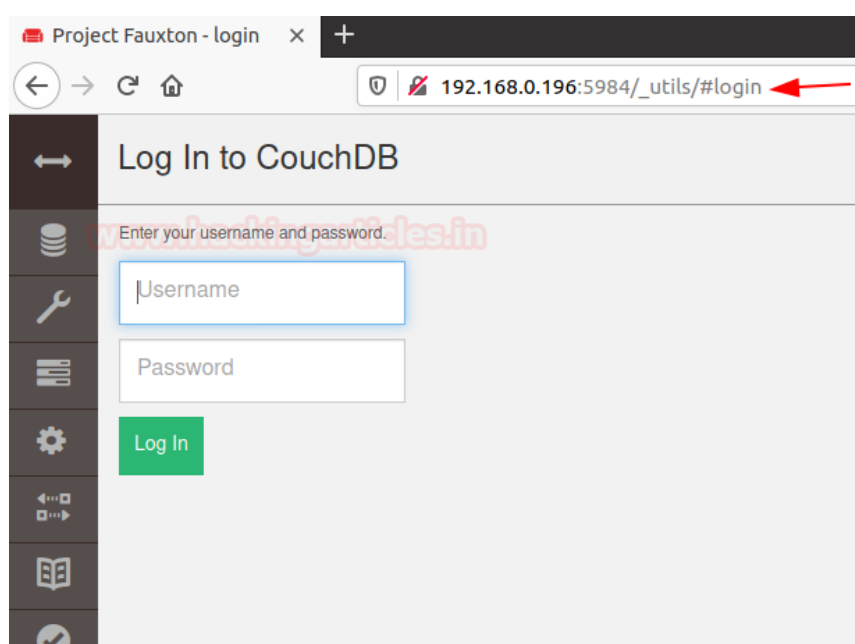 Project Fauxton - login
192.168.0.196:5984/_utils/#login
Log In to CouchDB
www.hackingarticles.in
Enter your username and password.
Username
Password
Log In